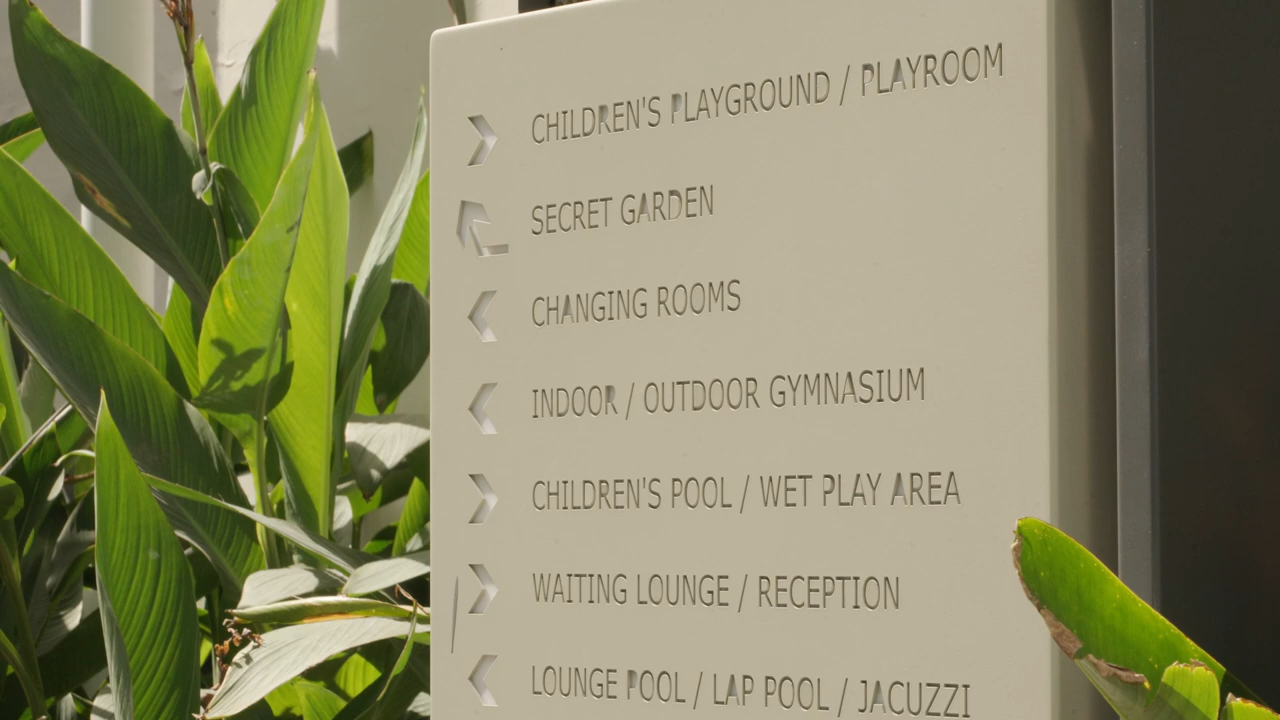 CHILDREN'S PLAYGROUND / PLAYROOM
SECRET GARDEN
CHANGING ROOMS
INDOOR / OUTDOOR GYMNASIUM
CHILDREN'S POOL / WET PLAY AREA
WAITING LOUNGE / RECEPTION
LOUNGE POOL / LAP POOL / JACUZZI